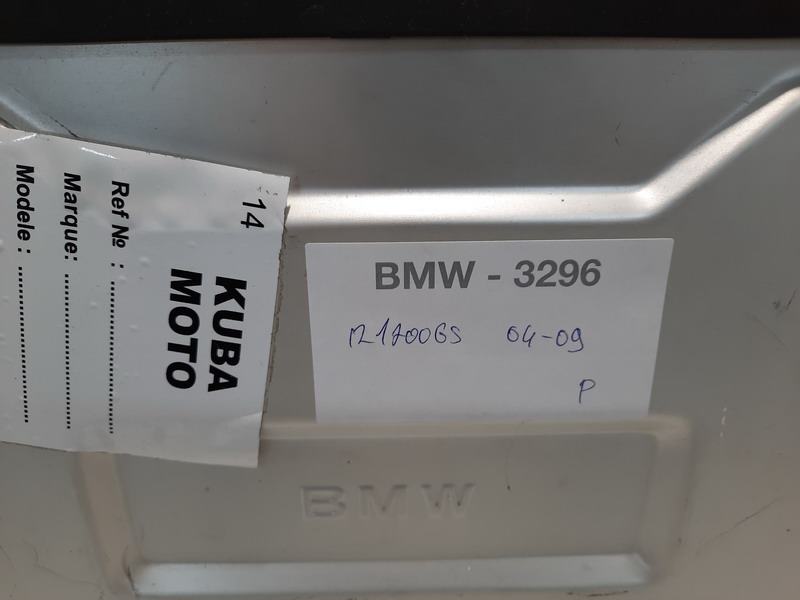 14
KUBA
MOTO
Ref № : ........................
Marque: ........................
Modele : ........................
BMW - 3296
R1200GS 04-09
P
BMW